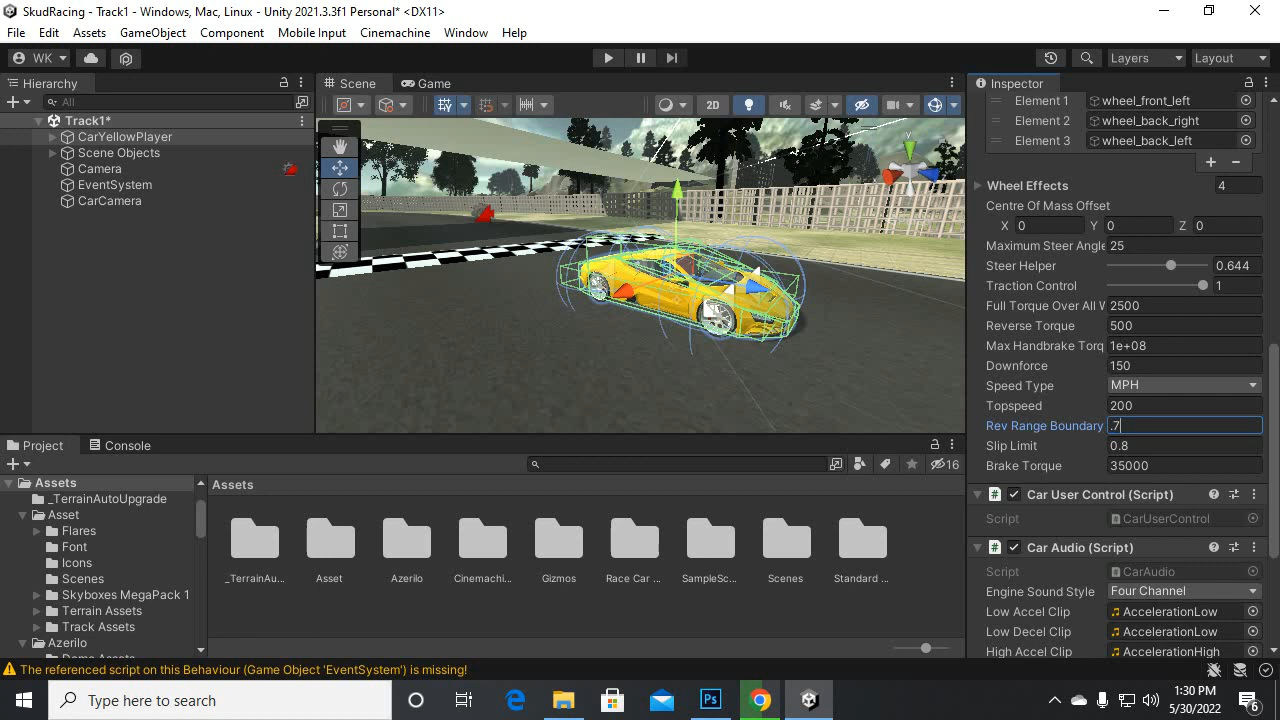 SkudRacing - Track1 - Windows, Mac, Linux - Unity 2021.3.3f1 Personal* <DX11>
File Edit Assets GameObject Component Mobile Input Cinemachine Window Help
WK Layers Layout
Hierarchy
All
Track1*
CarYellowPlayer
Scene Objects
Camera
EventSystem
CarCamera
Scene Game
2D
y
Inspector
Element 1 wheel_front_left
Element 2 wheel_back_right
Element 3 wheel_back_left
Wheel Effects 4
Centre Of Mass Offset
X 0 Y 0 Z 0
Maximum Steer Angle 25
Steer Helper 0.644
Traction Control 1
Full Torque Over All W 2500
Reverse Torque 500
Max Handbrake Torq 1e+08
Downforce 150
Speed Type MPH
Topspeed 200
Rev Range Boundary .7
Slip Limit 0.8
Brake Torque 35000
Car User Control (Script)
Script CarUserControl
Car Audio (Script)
Script CarAudio
Engine Sound Style Four Channel
Low Accel Clip AccelerationLow
Low Decel Clip AccelerationLow
High Accel Clip AccelerationHigh
Project Console
16
Assets
_TerrainAutoUpgrade
Asset
Flares
Font
Icons
Scenes
Skyboxes MegaPack 1
Terrain Assets
Track Assets
Azerilo
Assets
_TerrainAu... Asset Azerilo Cinemachi... Gizmos Race Car ... SampleSc... Scenes Standard ...
The referenced script on this Behaviour (Game Object 'EventSystem') is missing!
Type here to search
Ps
1:30 PM
5/30/2022
6